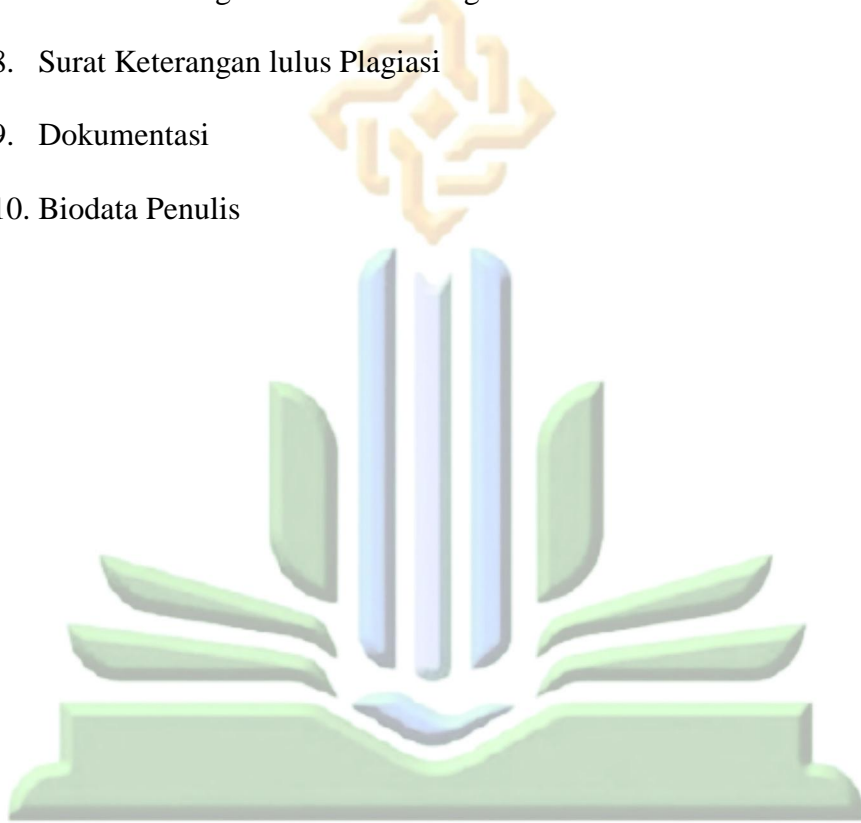 8. Surat Keterangan lulus Plagiasi
9. Dokumentasi
10. Biodata Penulis